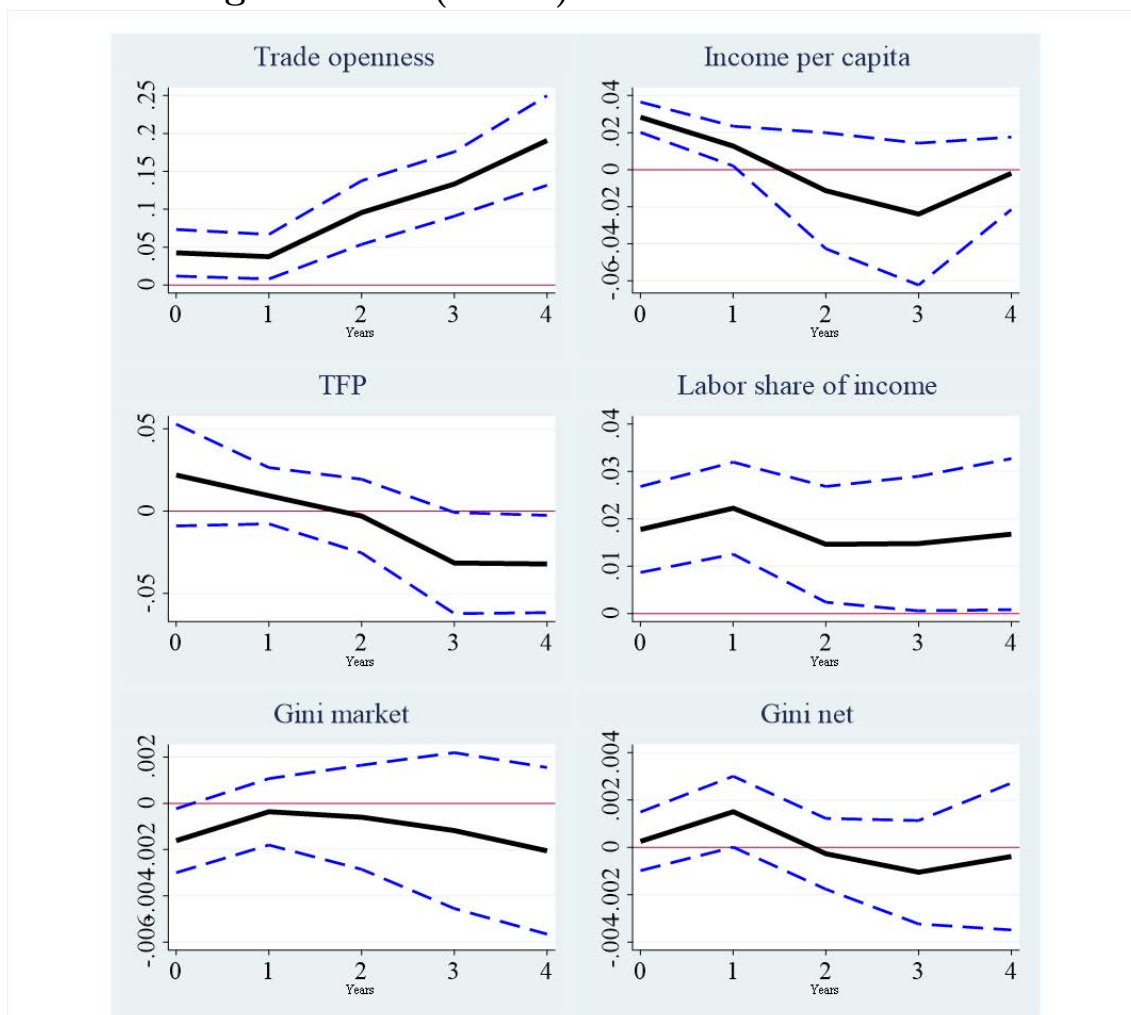 Trade openness
.25
.2
.15
.1
.05
0
0 1 2 3 4
Years
Income per capita
.04
.02
0
-.02
-.04
-.06
0 1 2 3 4
Years
TFP
.05
0
-.05
0 1 2 3 4
Years
Labor share of income
.04
.03
.02
.01
0
0 1 2 3 4
Years
Gini market
.002
0
-.002
-.004
-.006
0 1 2 3 4
Years
Gini net
.004
.002
0
-.002
-.004
0 1 2 3 4
Years